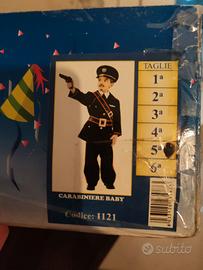 TAGLIE
1ª
2ª
3ª
4ª
5ª
6ª
CARABINIERE BABY
Codice: 1121
subito